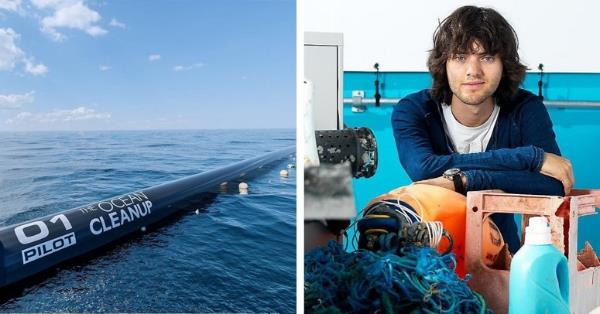 01
PILOT
THE OCEAN
CLEANUP